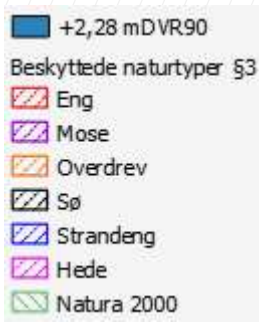 +2,28 mDVR90
Beskyttede naturtyper §3
Eng
Mose
Overdrev
Sø
Strandeng
Hede
Natura 2000